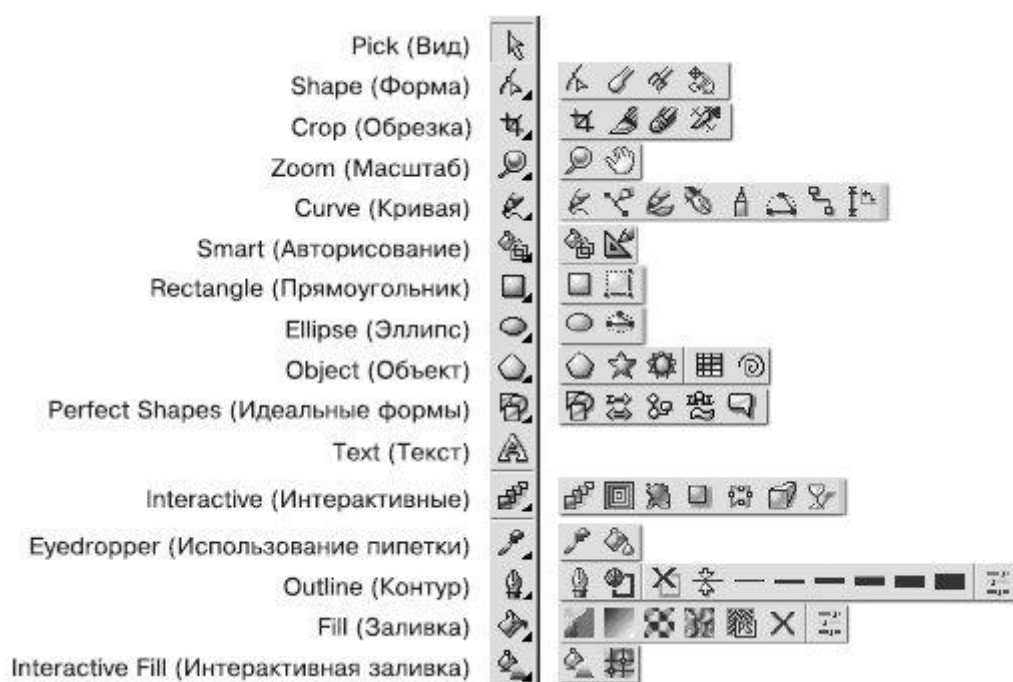 Pick (Вид)
Shape (Форма)
Crop (Обрезка)
Zoom (Масштаб)
Curve (Кривая)
Smart (Авторисование)
Rectangle (Прямоугольник)
Ellipse (Эллипс)
Object (Объект)
Perfect Shapes (Идеальные формы)
Text (Текст)
Interactive (Интерактивные)
Eyedropper (Использование пипетки)
Outline (Контур)
Fill (Заливка)
Interactive Fill (Интерактивная заливка)